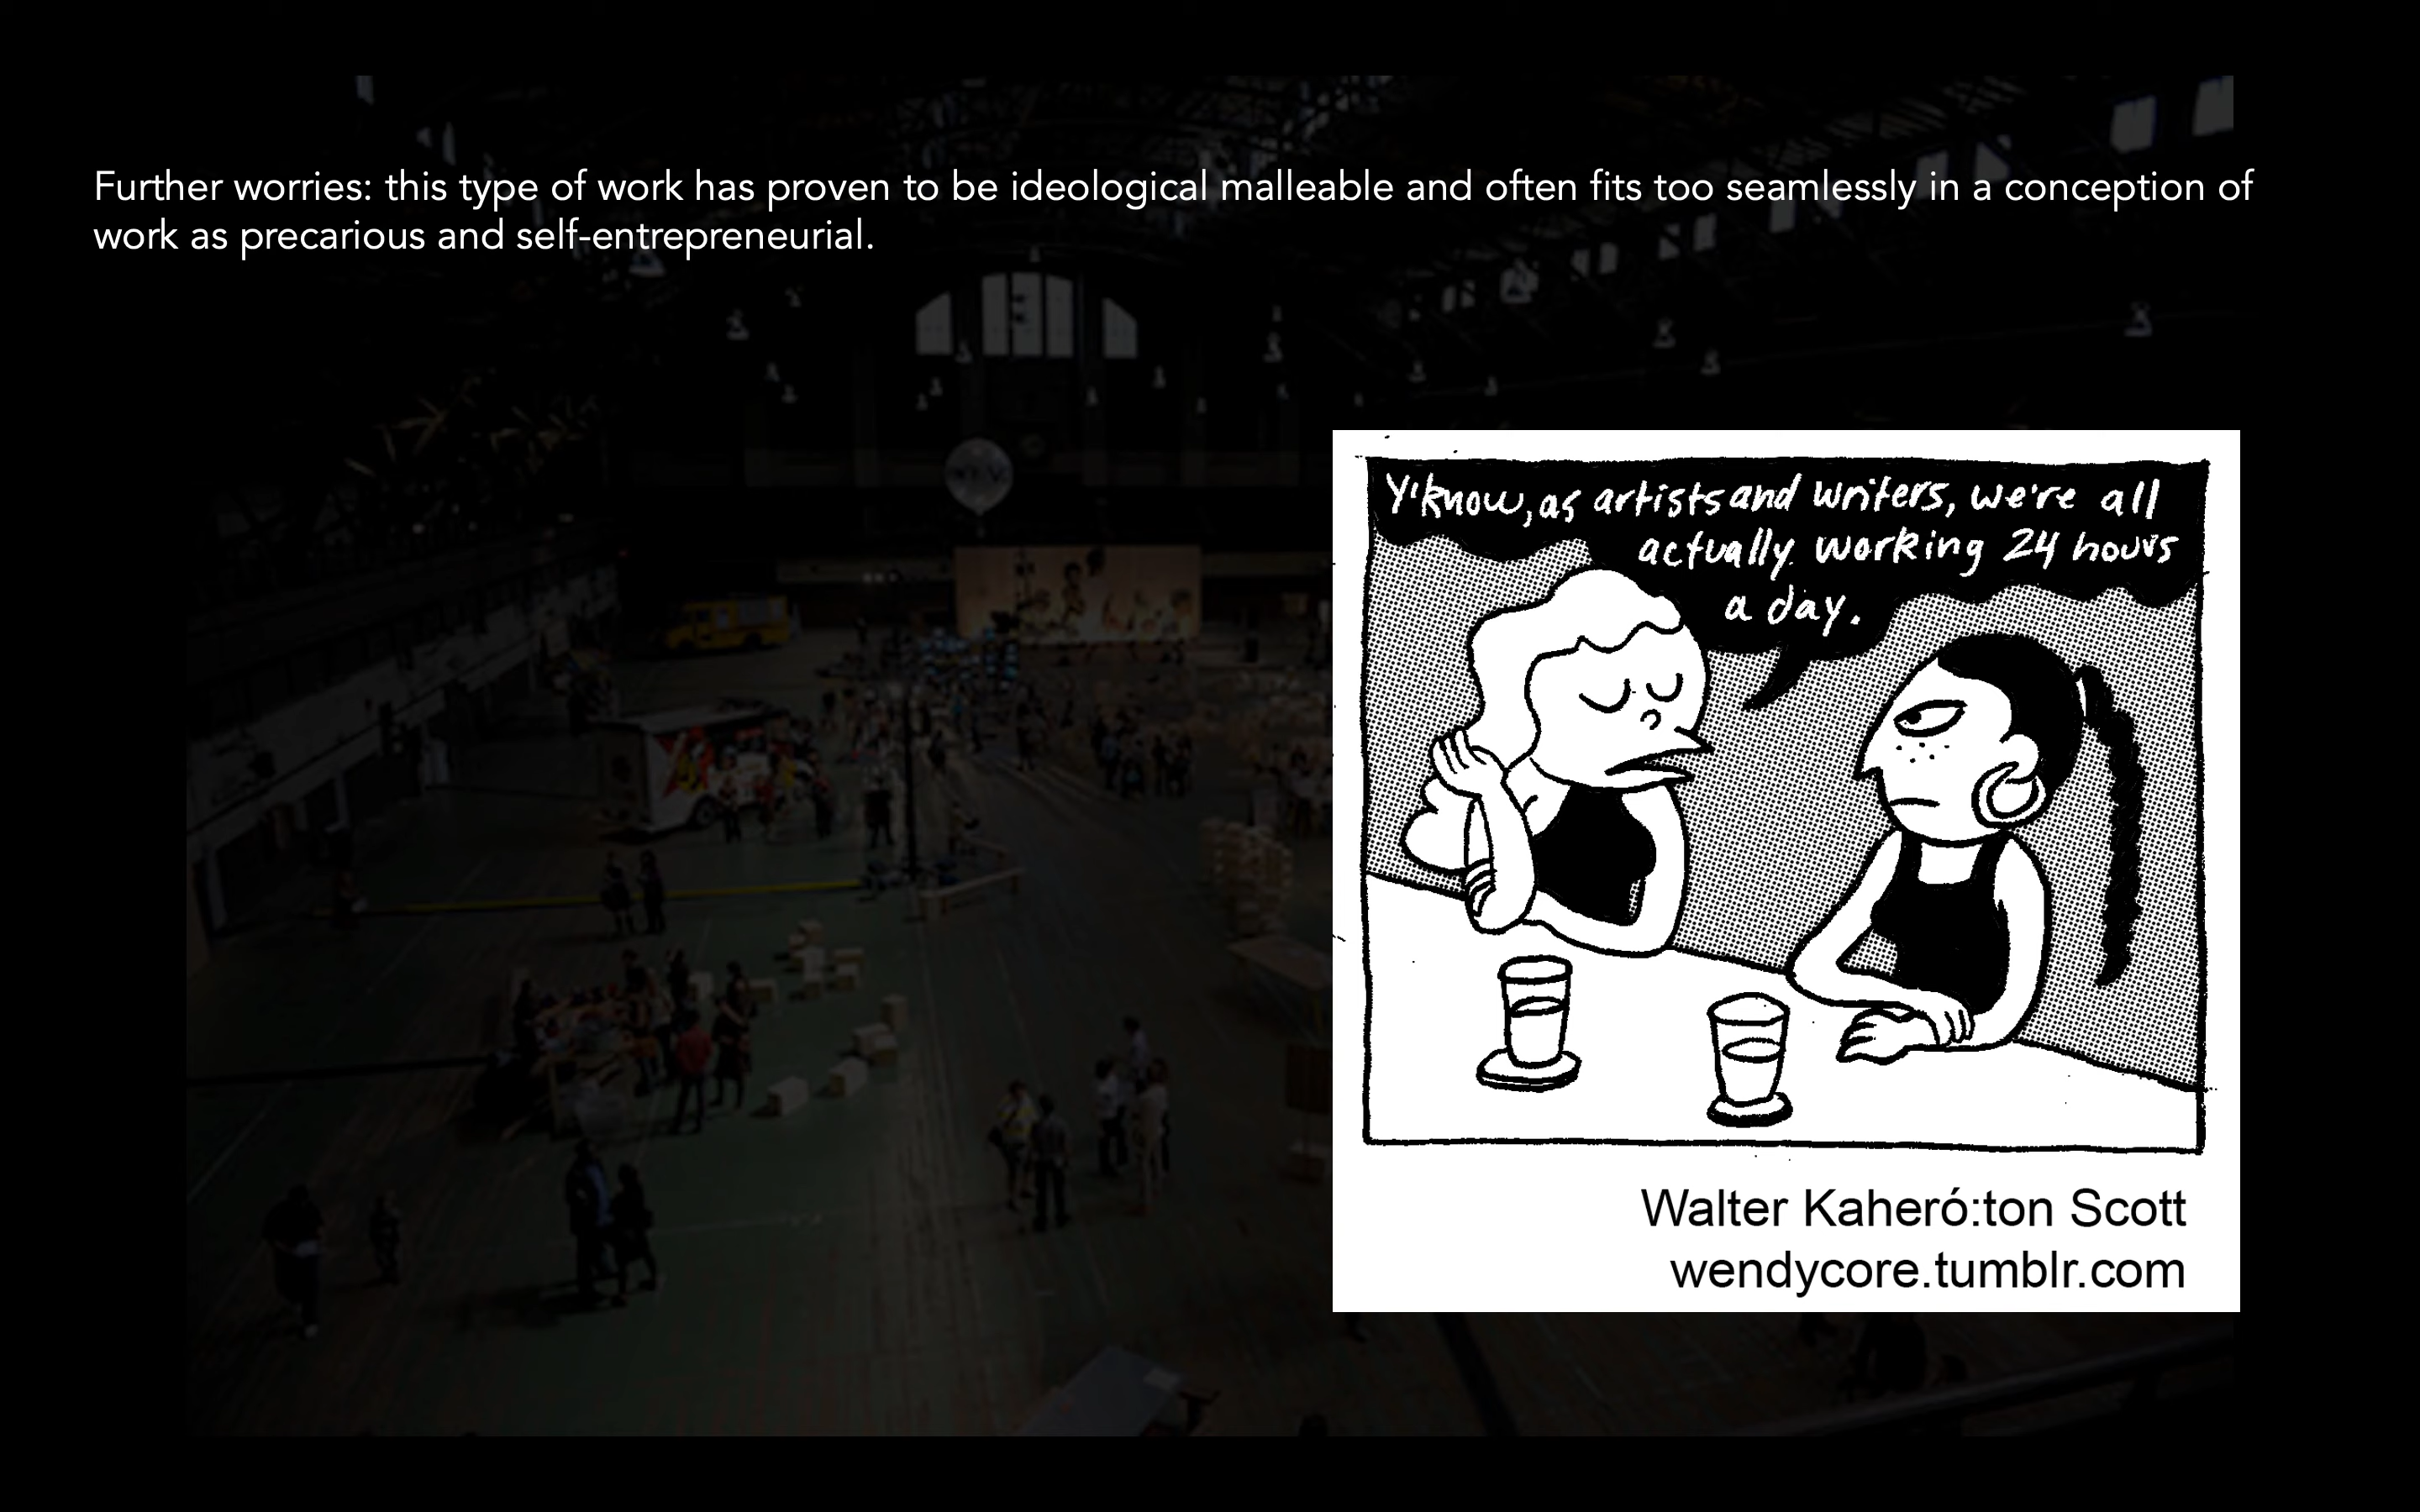 Further worries: this type of work has proven to be ideological malleable and often fits too seamlessly in a conception of
work as precarious and self-entrepreneurial.
Y'know, as artists and writers, we're all
actually working 24 hours
a day.
Walter Kaheró:ton Scott
wendycore.tumblr.com